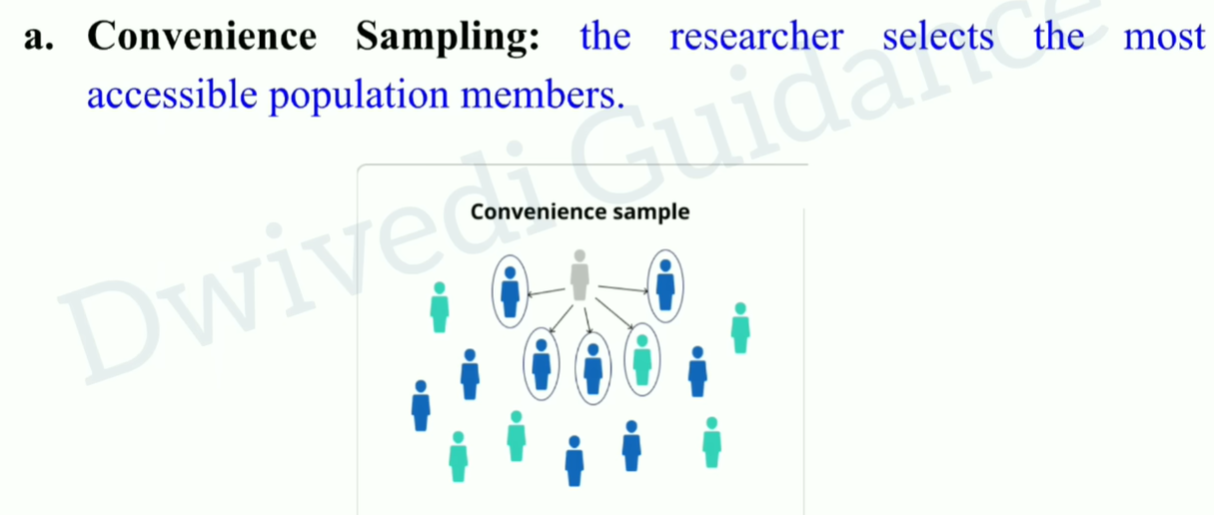 a. Convenience Sampling: the researcher selects the most
accessible population members.
Dwivedi Guidance
Convenience sample